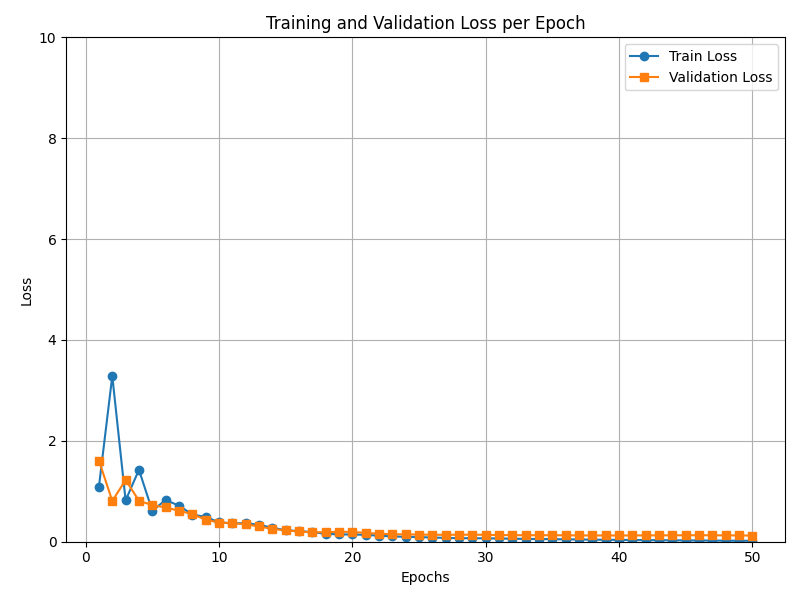 Training and Validation Loss per Epoch
Train Loss
Validation Loss
10
8
6
4
2
0
Loss
0 10 20 30 40 50
Epochs